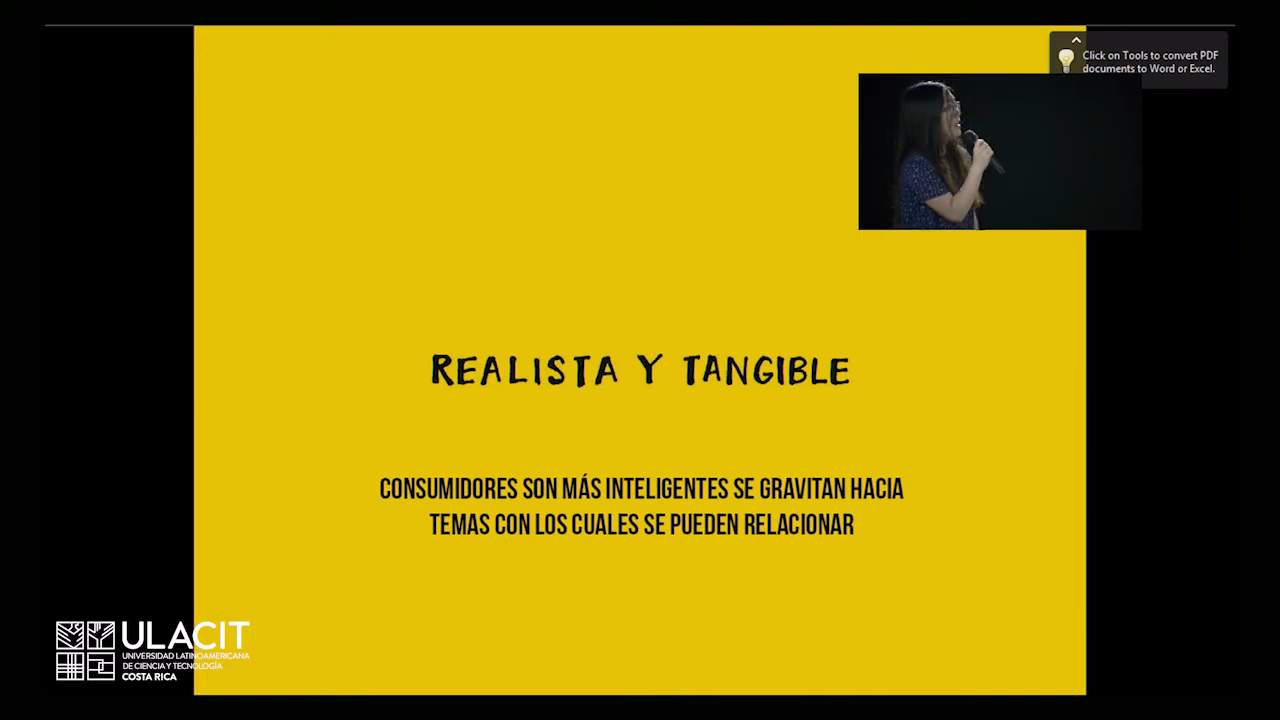 Click on Tools to convert PDF
documents to Word or Excel.
REALISTA Y TANGIBLE
CONSUMIDORES SON MÁS INTELIGENTES SE GRAVITAN HACIA
TEMAS CON LOS CUALES SE PUEDEN RELACIONAR
ULACIT
UNIVERSIDAD LATINOAMERICANA
DE CIENCIA Y TECNOLOGÍA
COSTA RICA